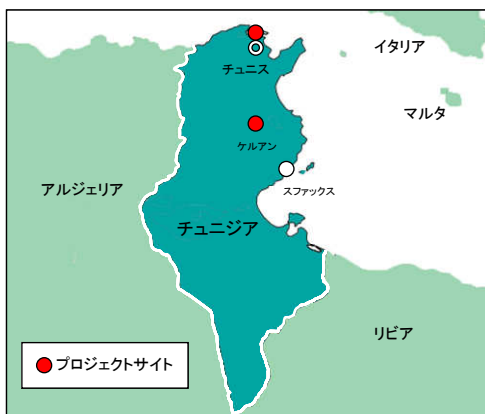 イタリア
チュニス
マルタ
ケルアン
アルジェリア
スファックス
チュニジア
リビア
プロジェクトサイト